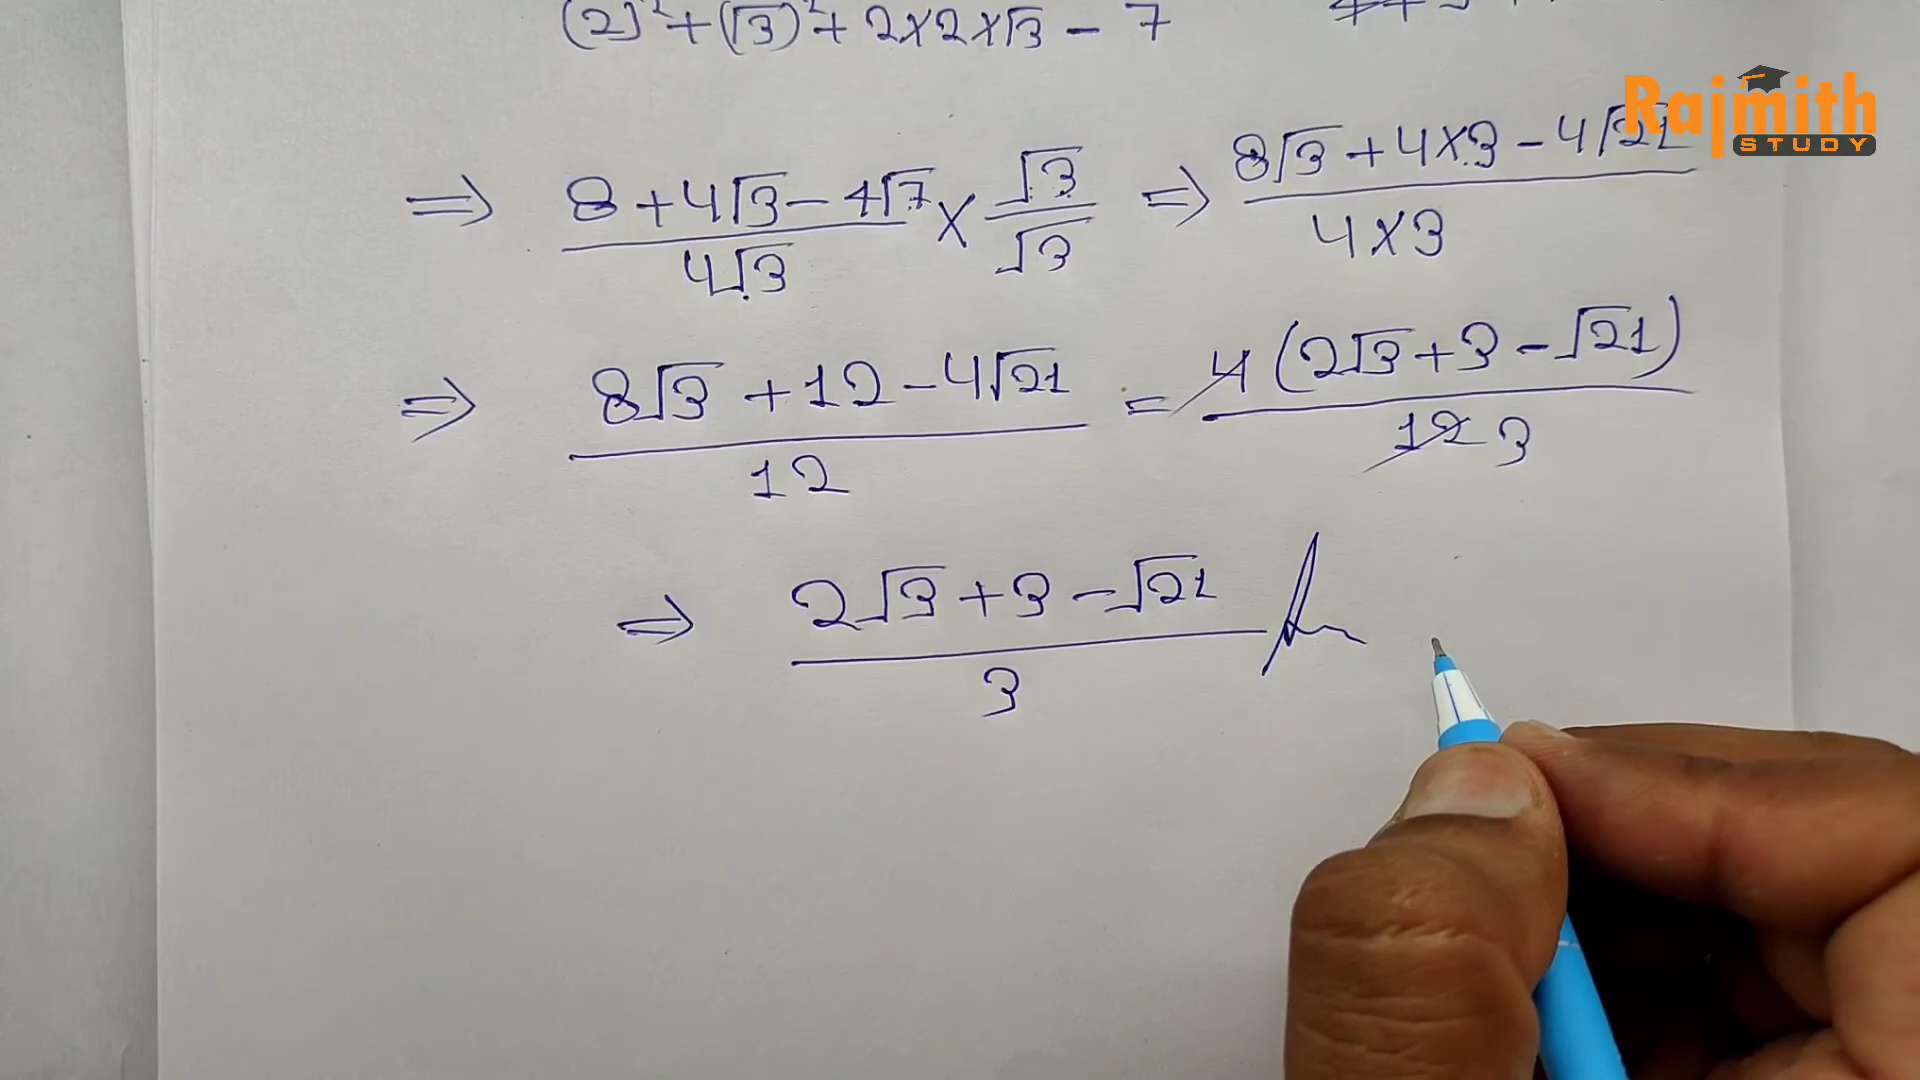 (2)² + (√3)² + 2×2×√3 - 7
Rajmith
STUDY
⇒ 8 + 4√3 - 4√7 / 4√3 × √3 / √3 ⇒ 8√3 + 4×3 - 4√21 / 4×3
⇒ 8√3 + 12 - 4√21 / 12 = 4 (2√3 + 3 - √21) / 12 3
⇒ 2√3 + 3 - √21 / 3